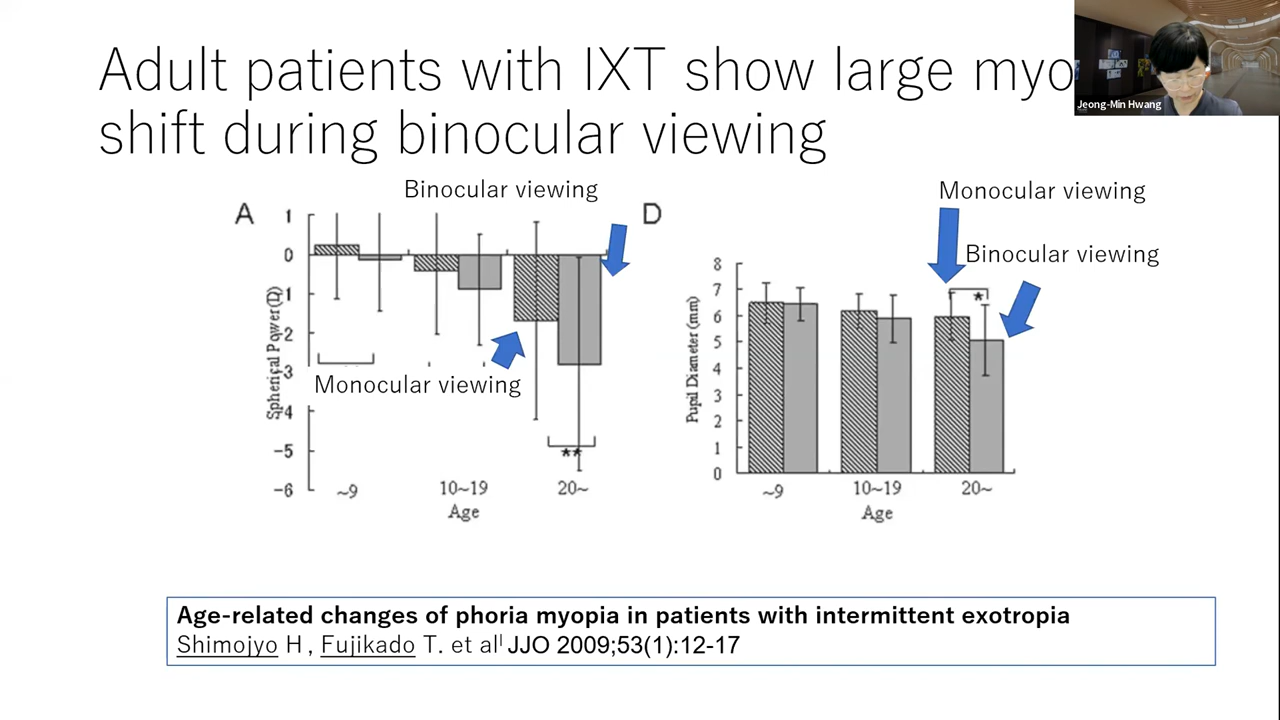 Adult patients with IXT show large myo
shift during binocular viewing
Jeong-Min Hwang
Binocular viewing
A
1
0
1
-2
-3
-4
-5
-6
Spherical Power(D)
Monocular viewing
**
~9
10~19
20~
Age
D
Monocular viewing
Binocular viewing
8
7
6
5
4
3
2
1
0
Pupil Diameter (mm)
*
~9
10~19
20~
Age
Age-related changes of phoria myopia in patients with intermittent exotropia
Shimojyo H , Fujikado T. et al JJO 2009;53(1):12-17